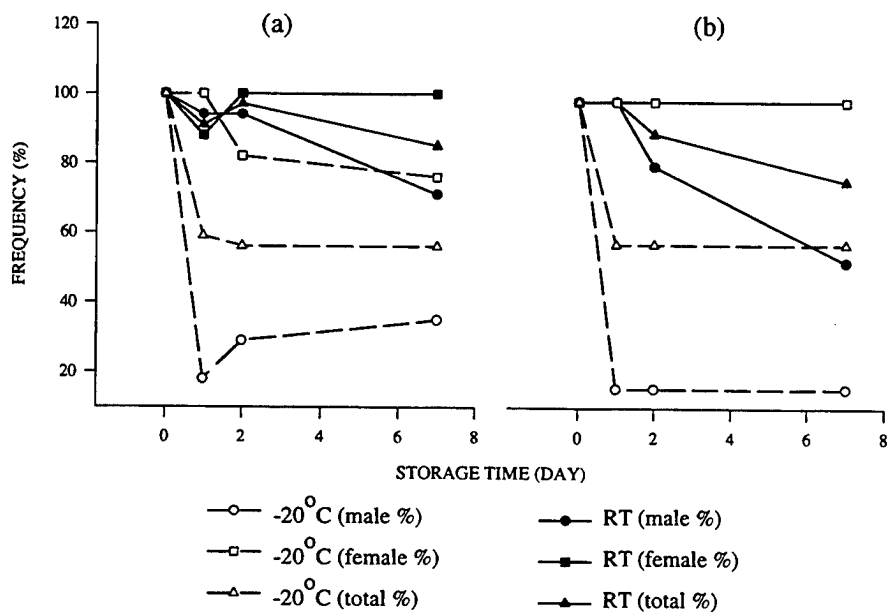 (a) (b)
120
100
80
60
40
20
FREQUENCY (%)
0 2 4 6 8 0 2 4 6 8
STORAGE TIME (DAY)
-20°C (male %) RT (male %)
-20°C (female %) RT (female %)
-20°C (total %) RT (total %)